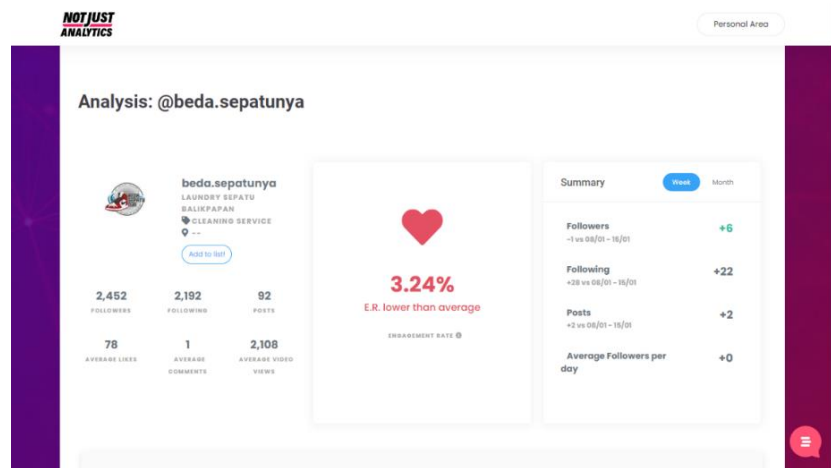 NOT JUST
ANALYTICS
Personal Area
Analysis: @beda.sepatunya
beda.sepatunya
LAUNDRY SEPATU
BALIKPAPAN
CLEANING SERVICE
--
Add to list!
2,452
FOLLOWERS
2,192
FOLLOWING
92
POSTS
78
AVERAGE LIKES
1
AVERAGE
COMMENTS
2,108
AVERAGE VIDEO
VIEWS
3.24%
E.R. lower than average
ENGAGEMENT RATE
Summary
Week
Month
Followers
+6
-1 vs 08/01 - 15/01
Following
+22
+28 vs 08/01 - 15/01
Posts
+2
+2 vs 08/01 - 15/01
Average Followers per
day
+0